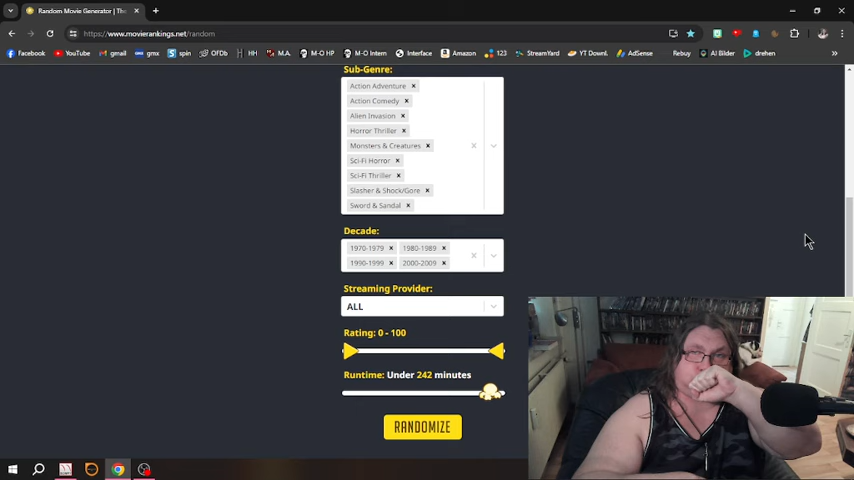 Random Movie Generator | The
https://www.movierankings.net/random
Facebook YouTube gmail gmx spin OFDb HH M.A. M-O HP M-O Intern Interface Amazon 123 StreamYard YT Downl. AdSense Rebuy AI Bilder drehen
Sub-Genre:
Action Adventure
Action Comedy
Alien Invasion
Horror Thriller
Monsters & Creatures
Sci-Fi Horror
Sci-Fi Thriller
Slasher & Shock/Gore
Sword & Sandal
Decade:
1970-1979 1980-1989
1990-1999 2000-2009
Streaming Provider:
ALL
Rating: 0 - 100
Runtime: Under 242 minutes
RANDOMIZE